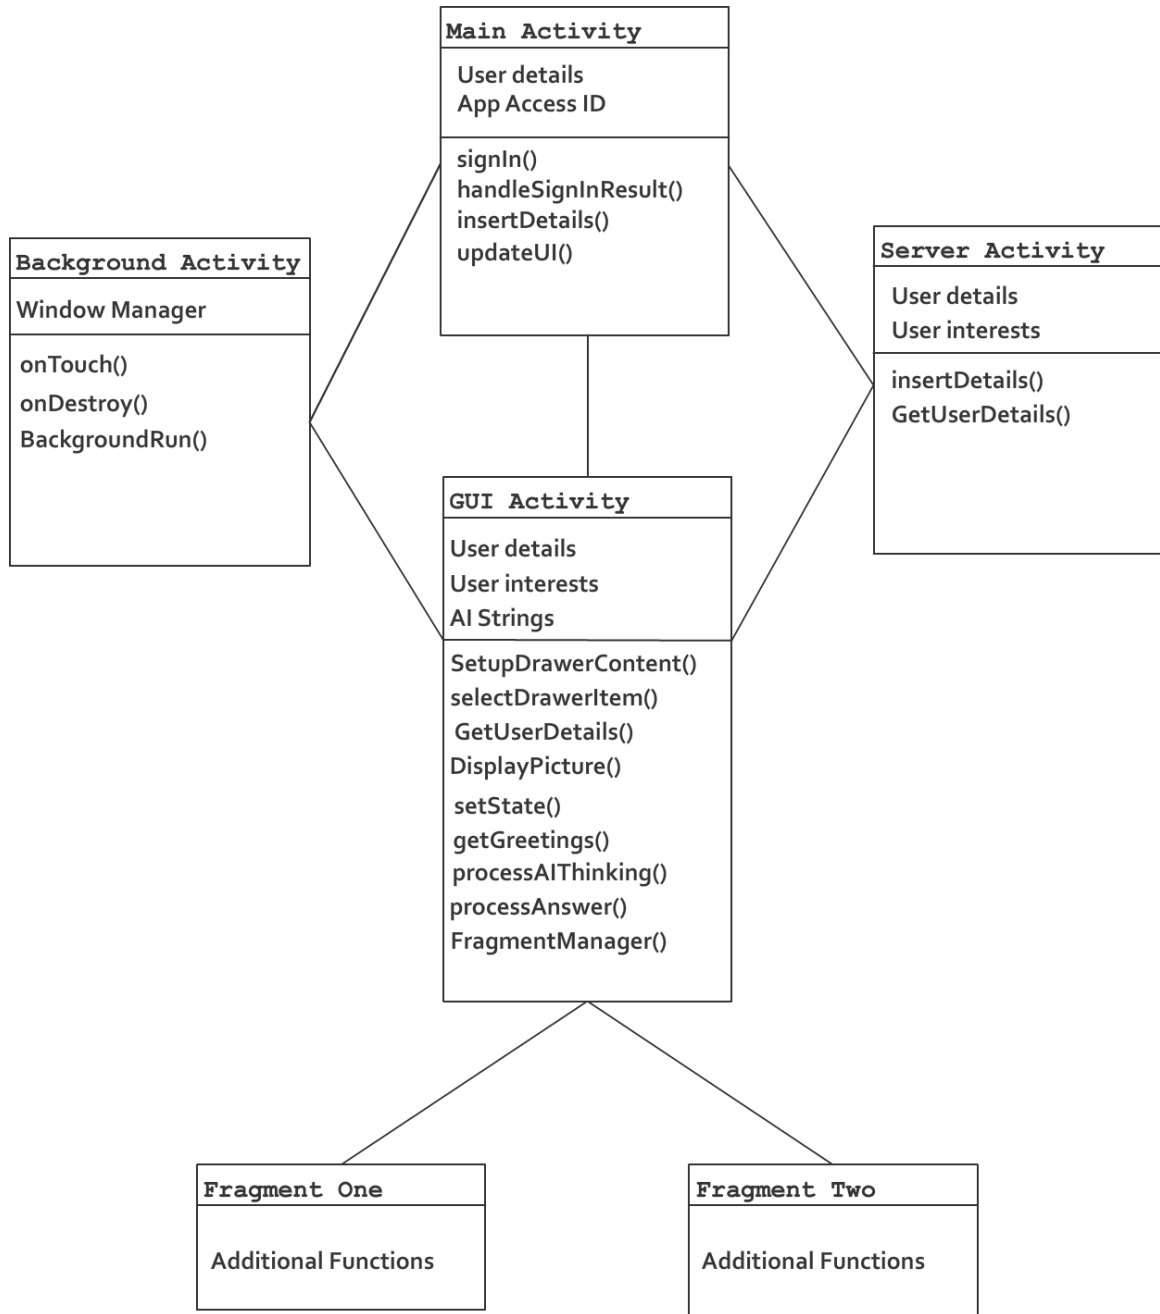 Main Activity
User details
App Access ID
signIn()
handleSignInResult()
insertDetails()
updateUI()
Background Activity
Window Manager
onTouch()
onDestroy()
BackgroundRun()
Server Activity
User details
User interests
insertDetails()
GetUserDetails()
GUI Activity
User details
User interests
AI Strings
SetupDrawerContent()
selectDrawerItem()
GetUserDetails()
DisplayPicture()
setState()
getGreetings()
processAIThinking()
processAnswer()
FragmentManager()
Fragment One
Additional Functions
Fragment Two
Additional Functions